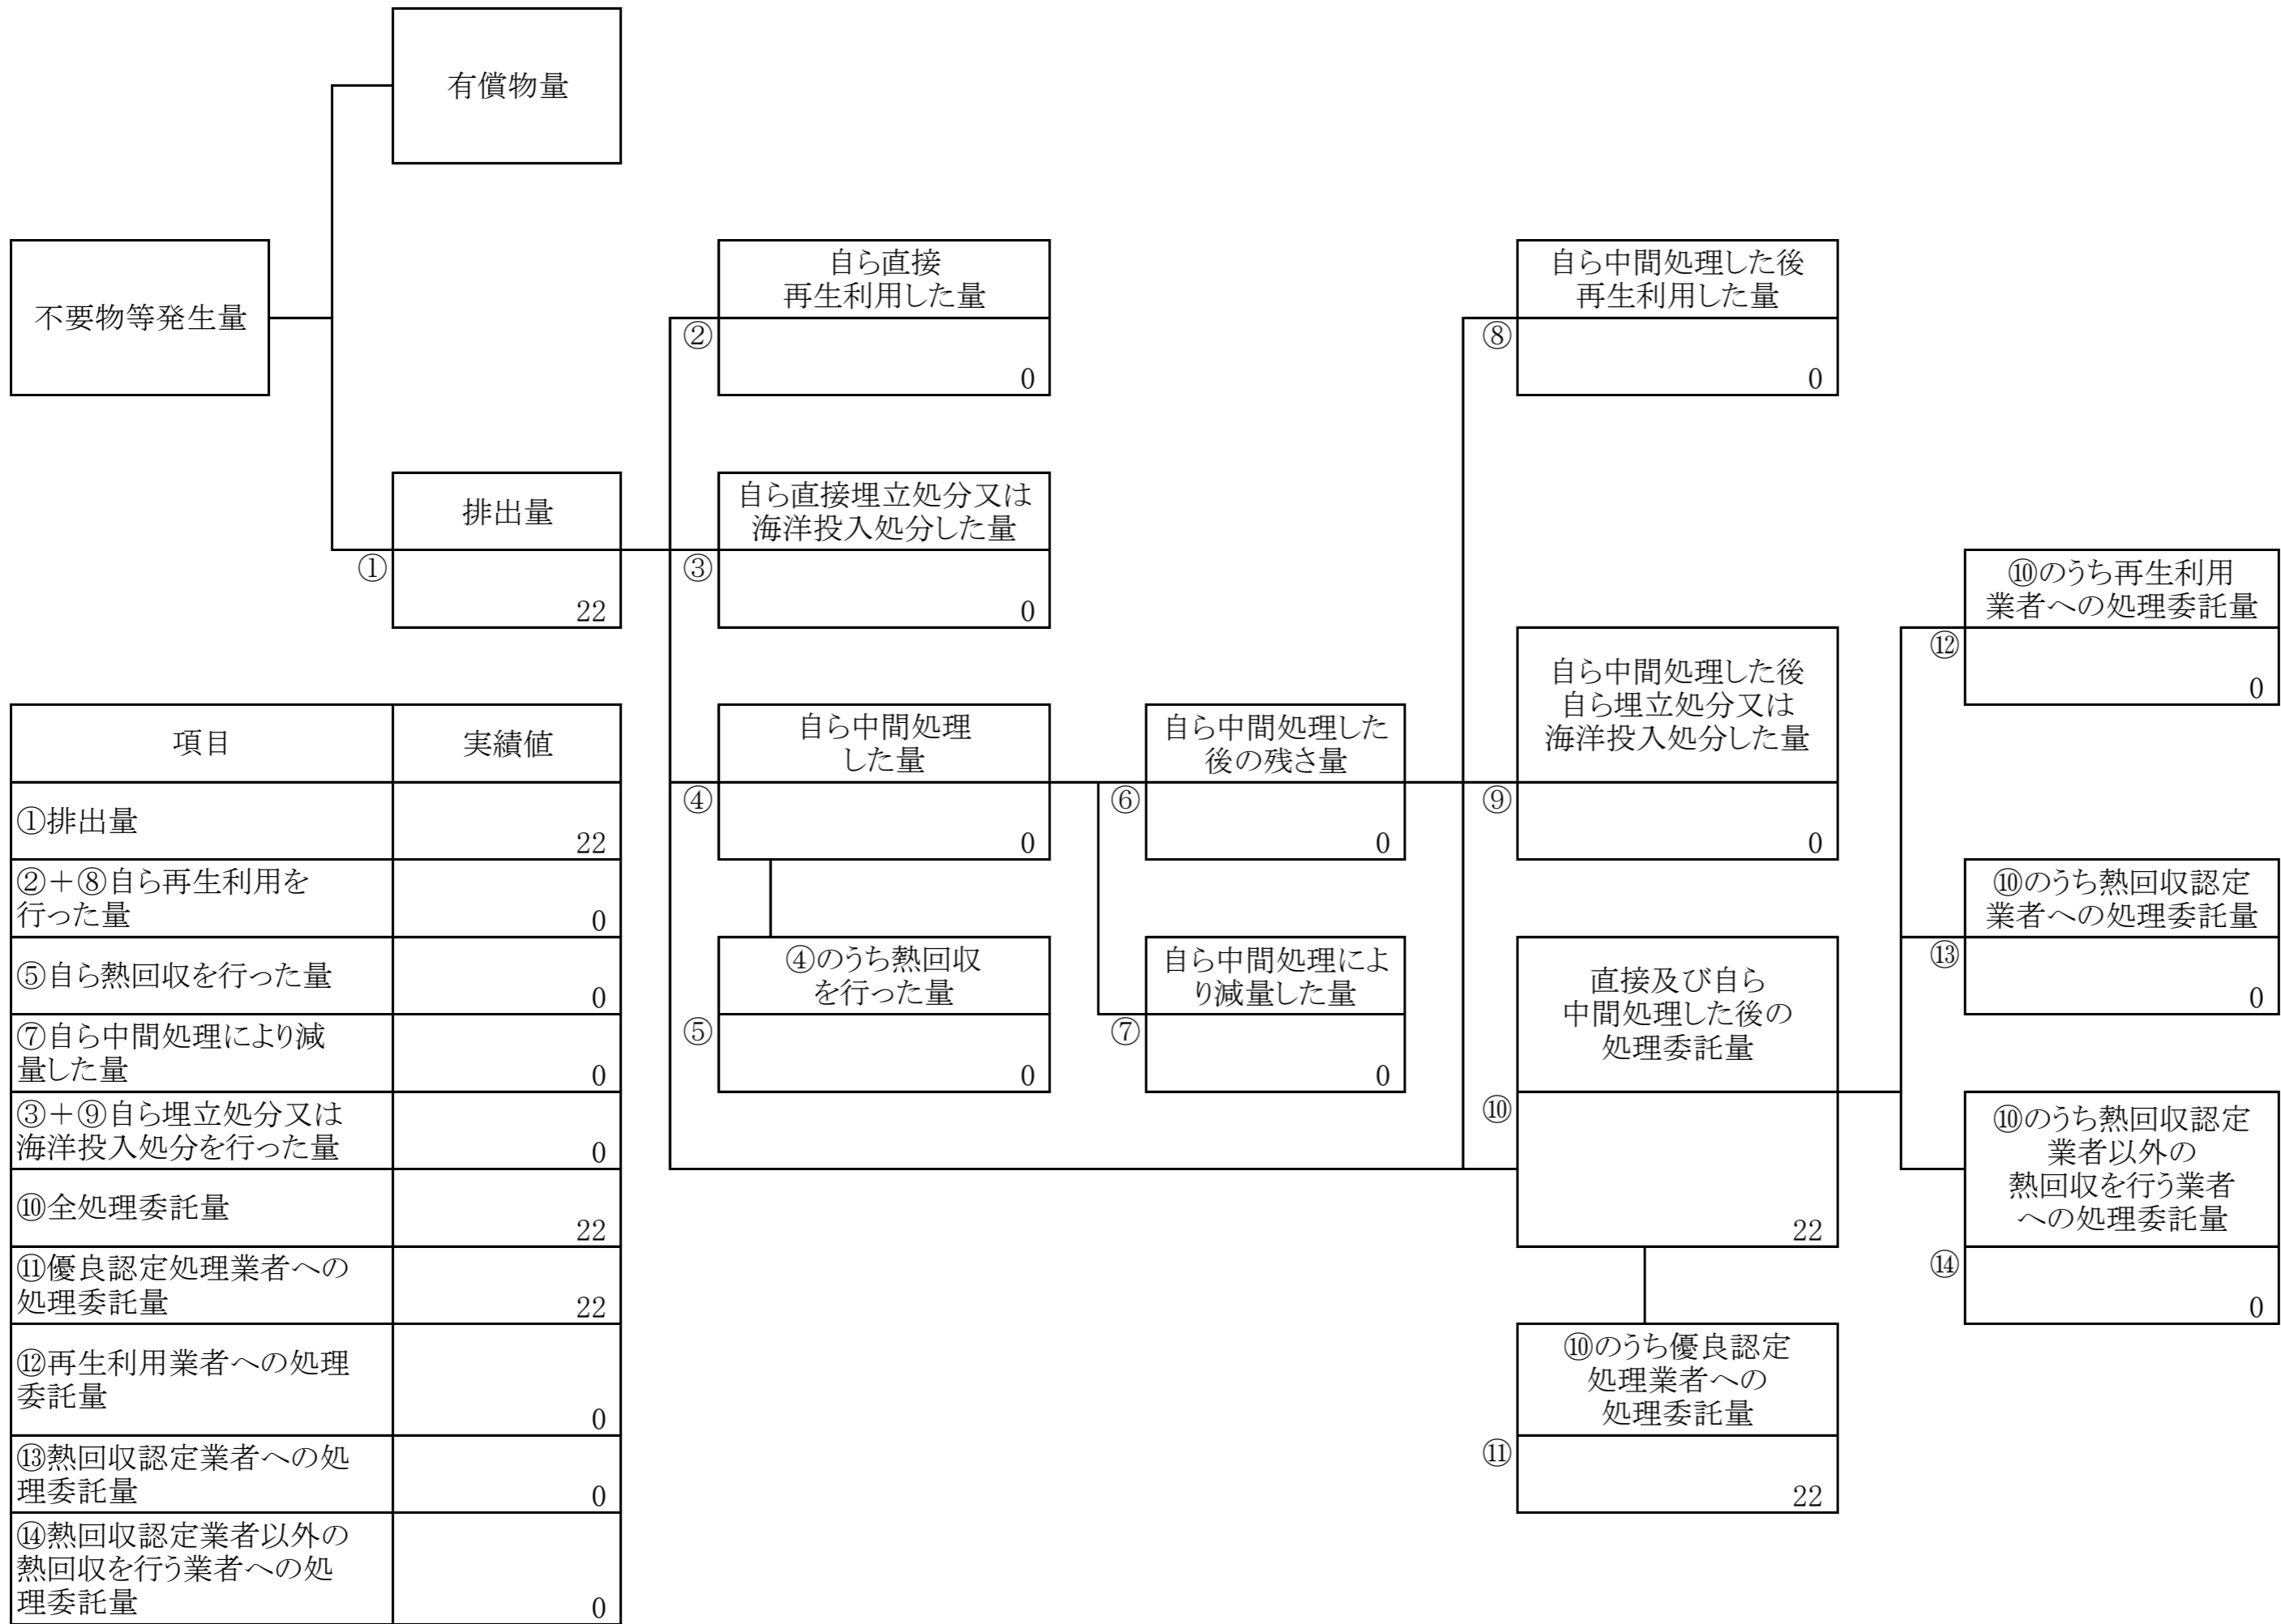 有償物量
不要物等発生量
自ら直接
再生利用した量
②
0
自ら中間処理した後
再生利用した量
⑧
0
排出量
①
22
自ら直接埋立処分又は
海洋投入処分した量
③
0
⑩のうち再生利用
業者への処理委託量
⑫
0
自ら中間処理
した量
④
0
自ら中間処理した
後の残さ量
⑥
0
自ら中間処理した後
自ら埋立処分又は
海洋投入処分した量
⑨
0
⑩のうち熱回収認定
業者への処理委託量
⑬
0
④のうち熱回収
を行った量
⑤
0
自ら中間処理によ
り減量した量
⑦
0
直接及び自ら
中間処理した後の
処理委託量
⑩
22
⑩のうち熱回収認定
業者以外の
熱回収を行う業者
への処理委託量
⑭
0
⑩のうち優良認定
処理業者への
処理委託量
⑪
22
項目 実績値
①排出量
22
②+⑧自ら再生利用を
行った量 0
⑤自ら熱回収を行った量
0
⑦自ら中間処理により減
量した量 0
③+⑨自ら埋立処分又は
海洋投入処分を行った量 0
⑩全処理委託量
22
⑪優良認定処理業者への
処理委託量 22
⑫再生利用業者への処理
委託量
0
⑬熱回収認定業者への処
理委託量 0
⑭熱回収認定業者以外の
熱回収を行う業者への処
理委託量 0